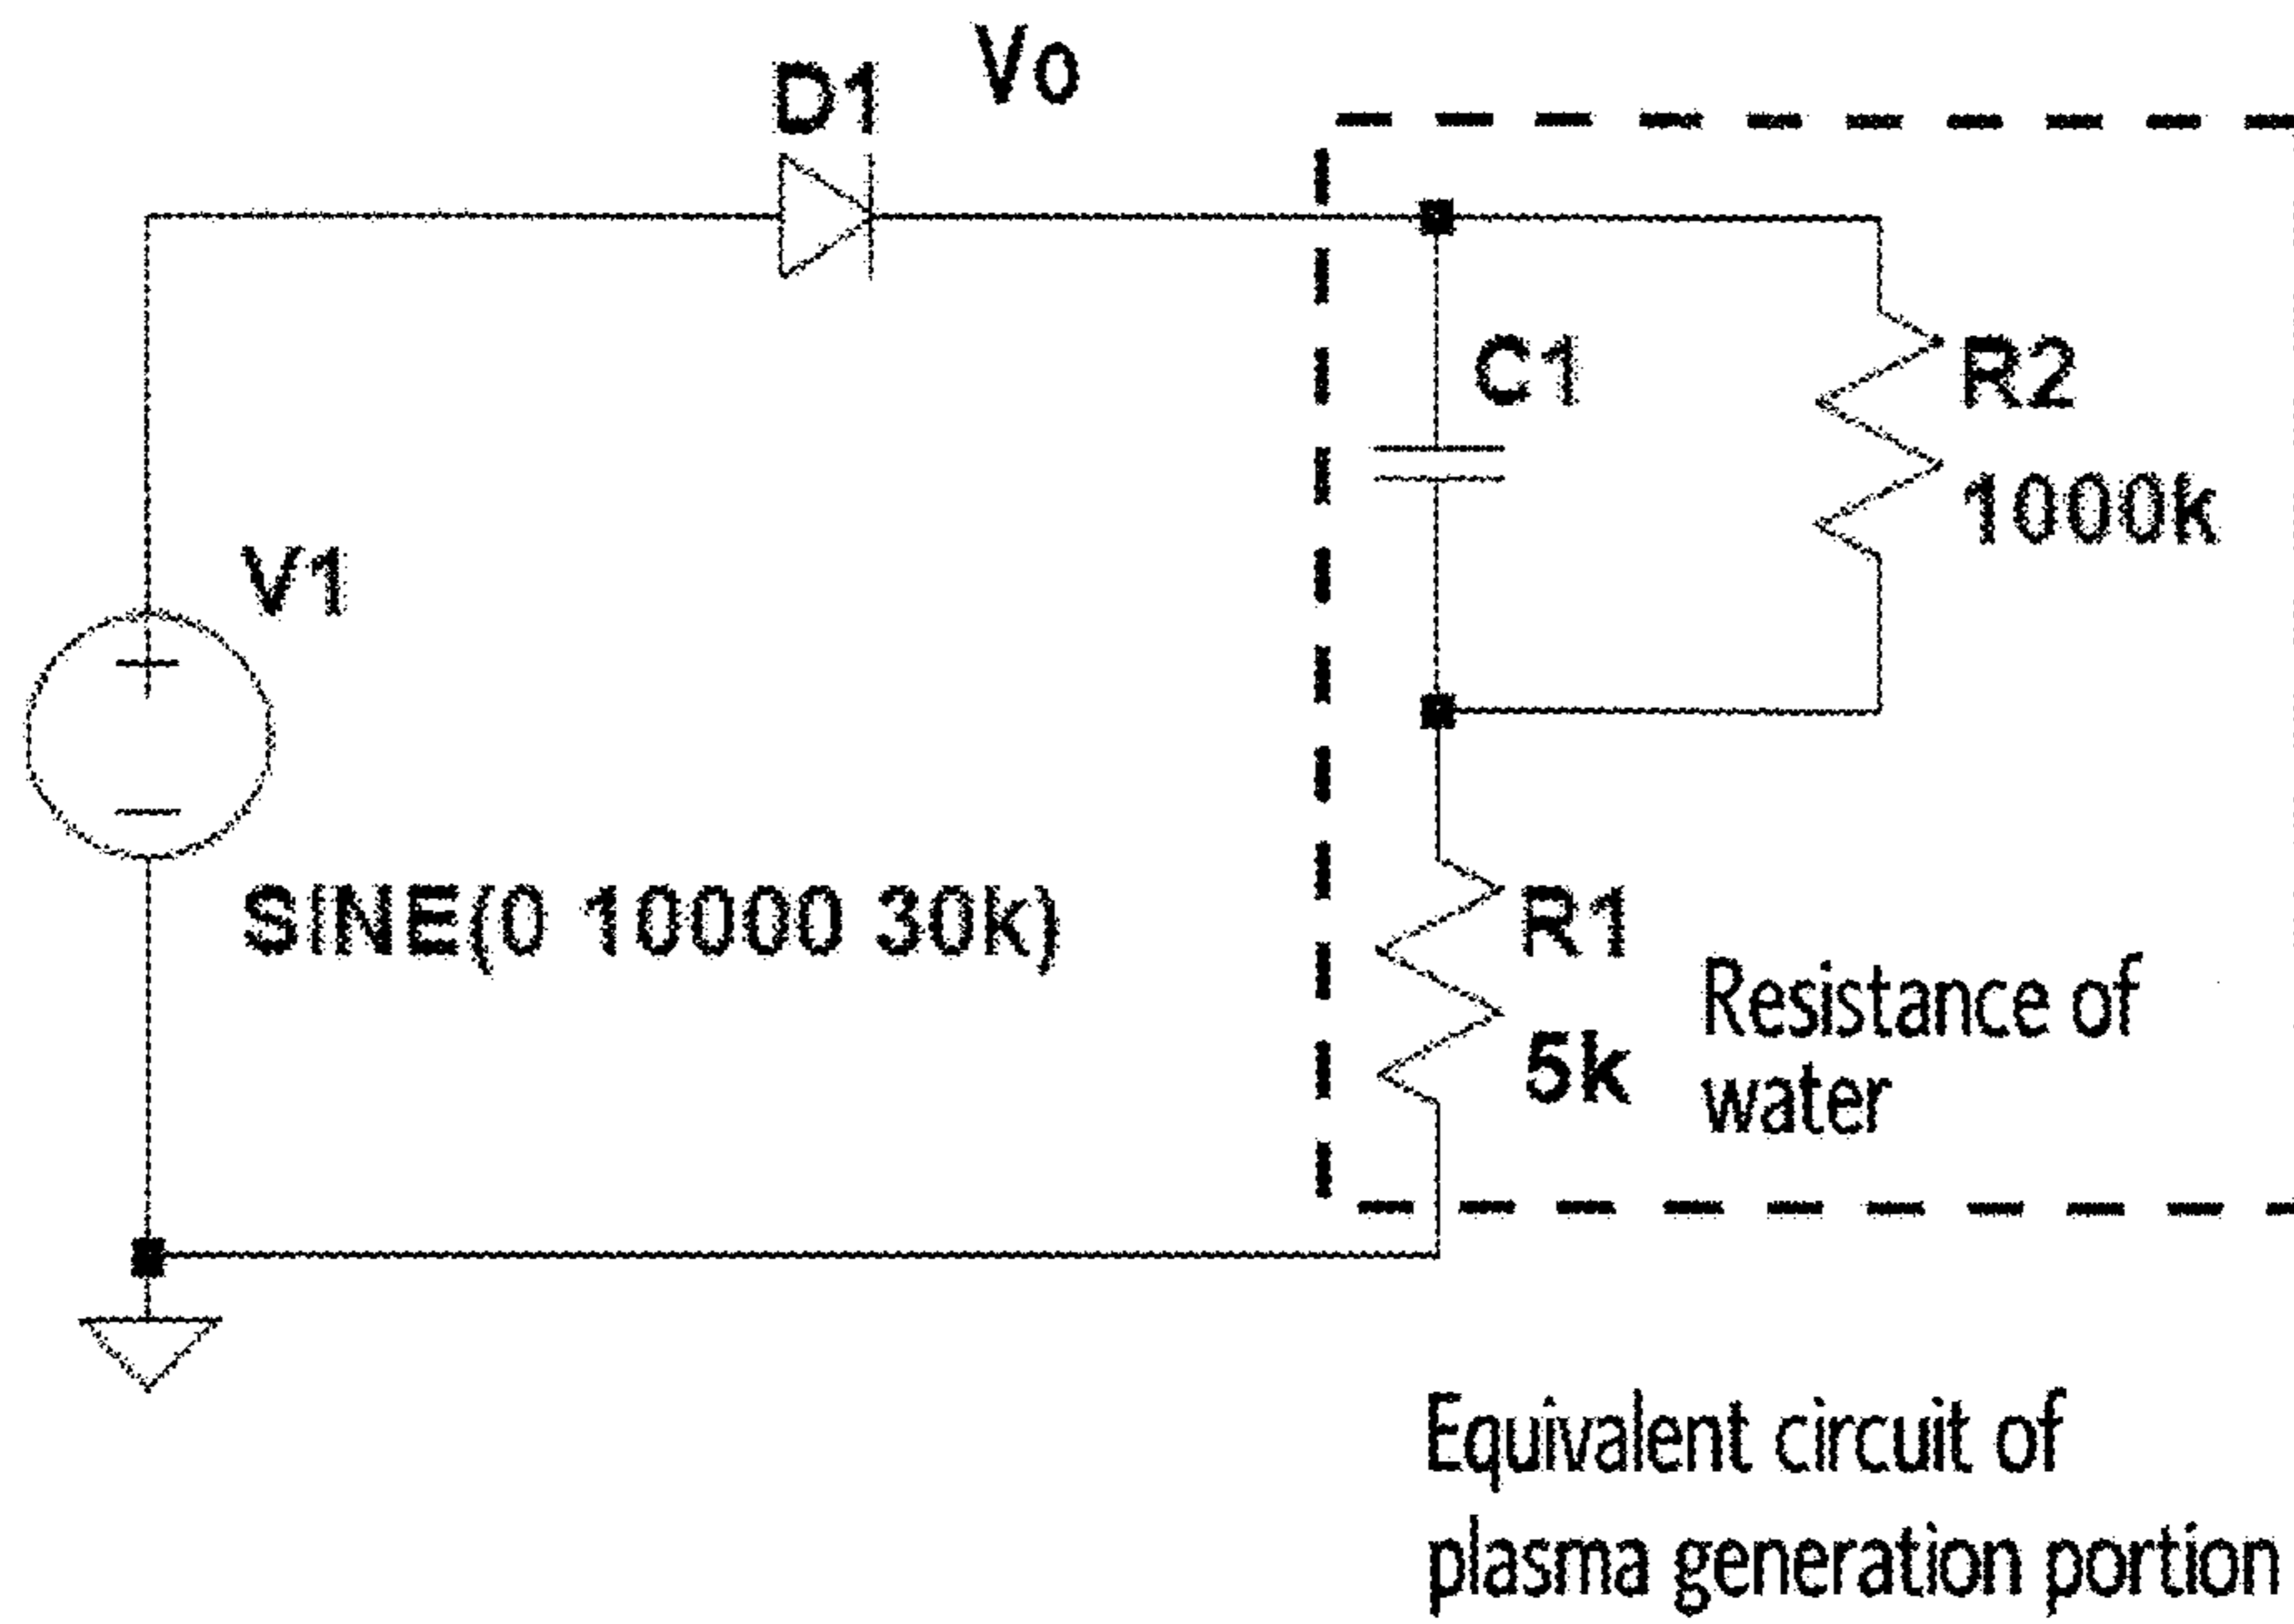 D1
Vo
C1
R2
1000k
V1
SINE(0 10000 30k)
R1
5k
Resistance of
water
Equivalent circuit of
plasma generation portion